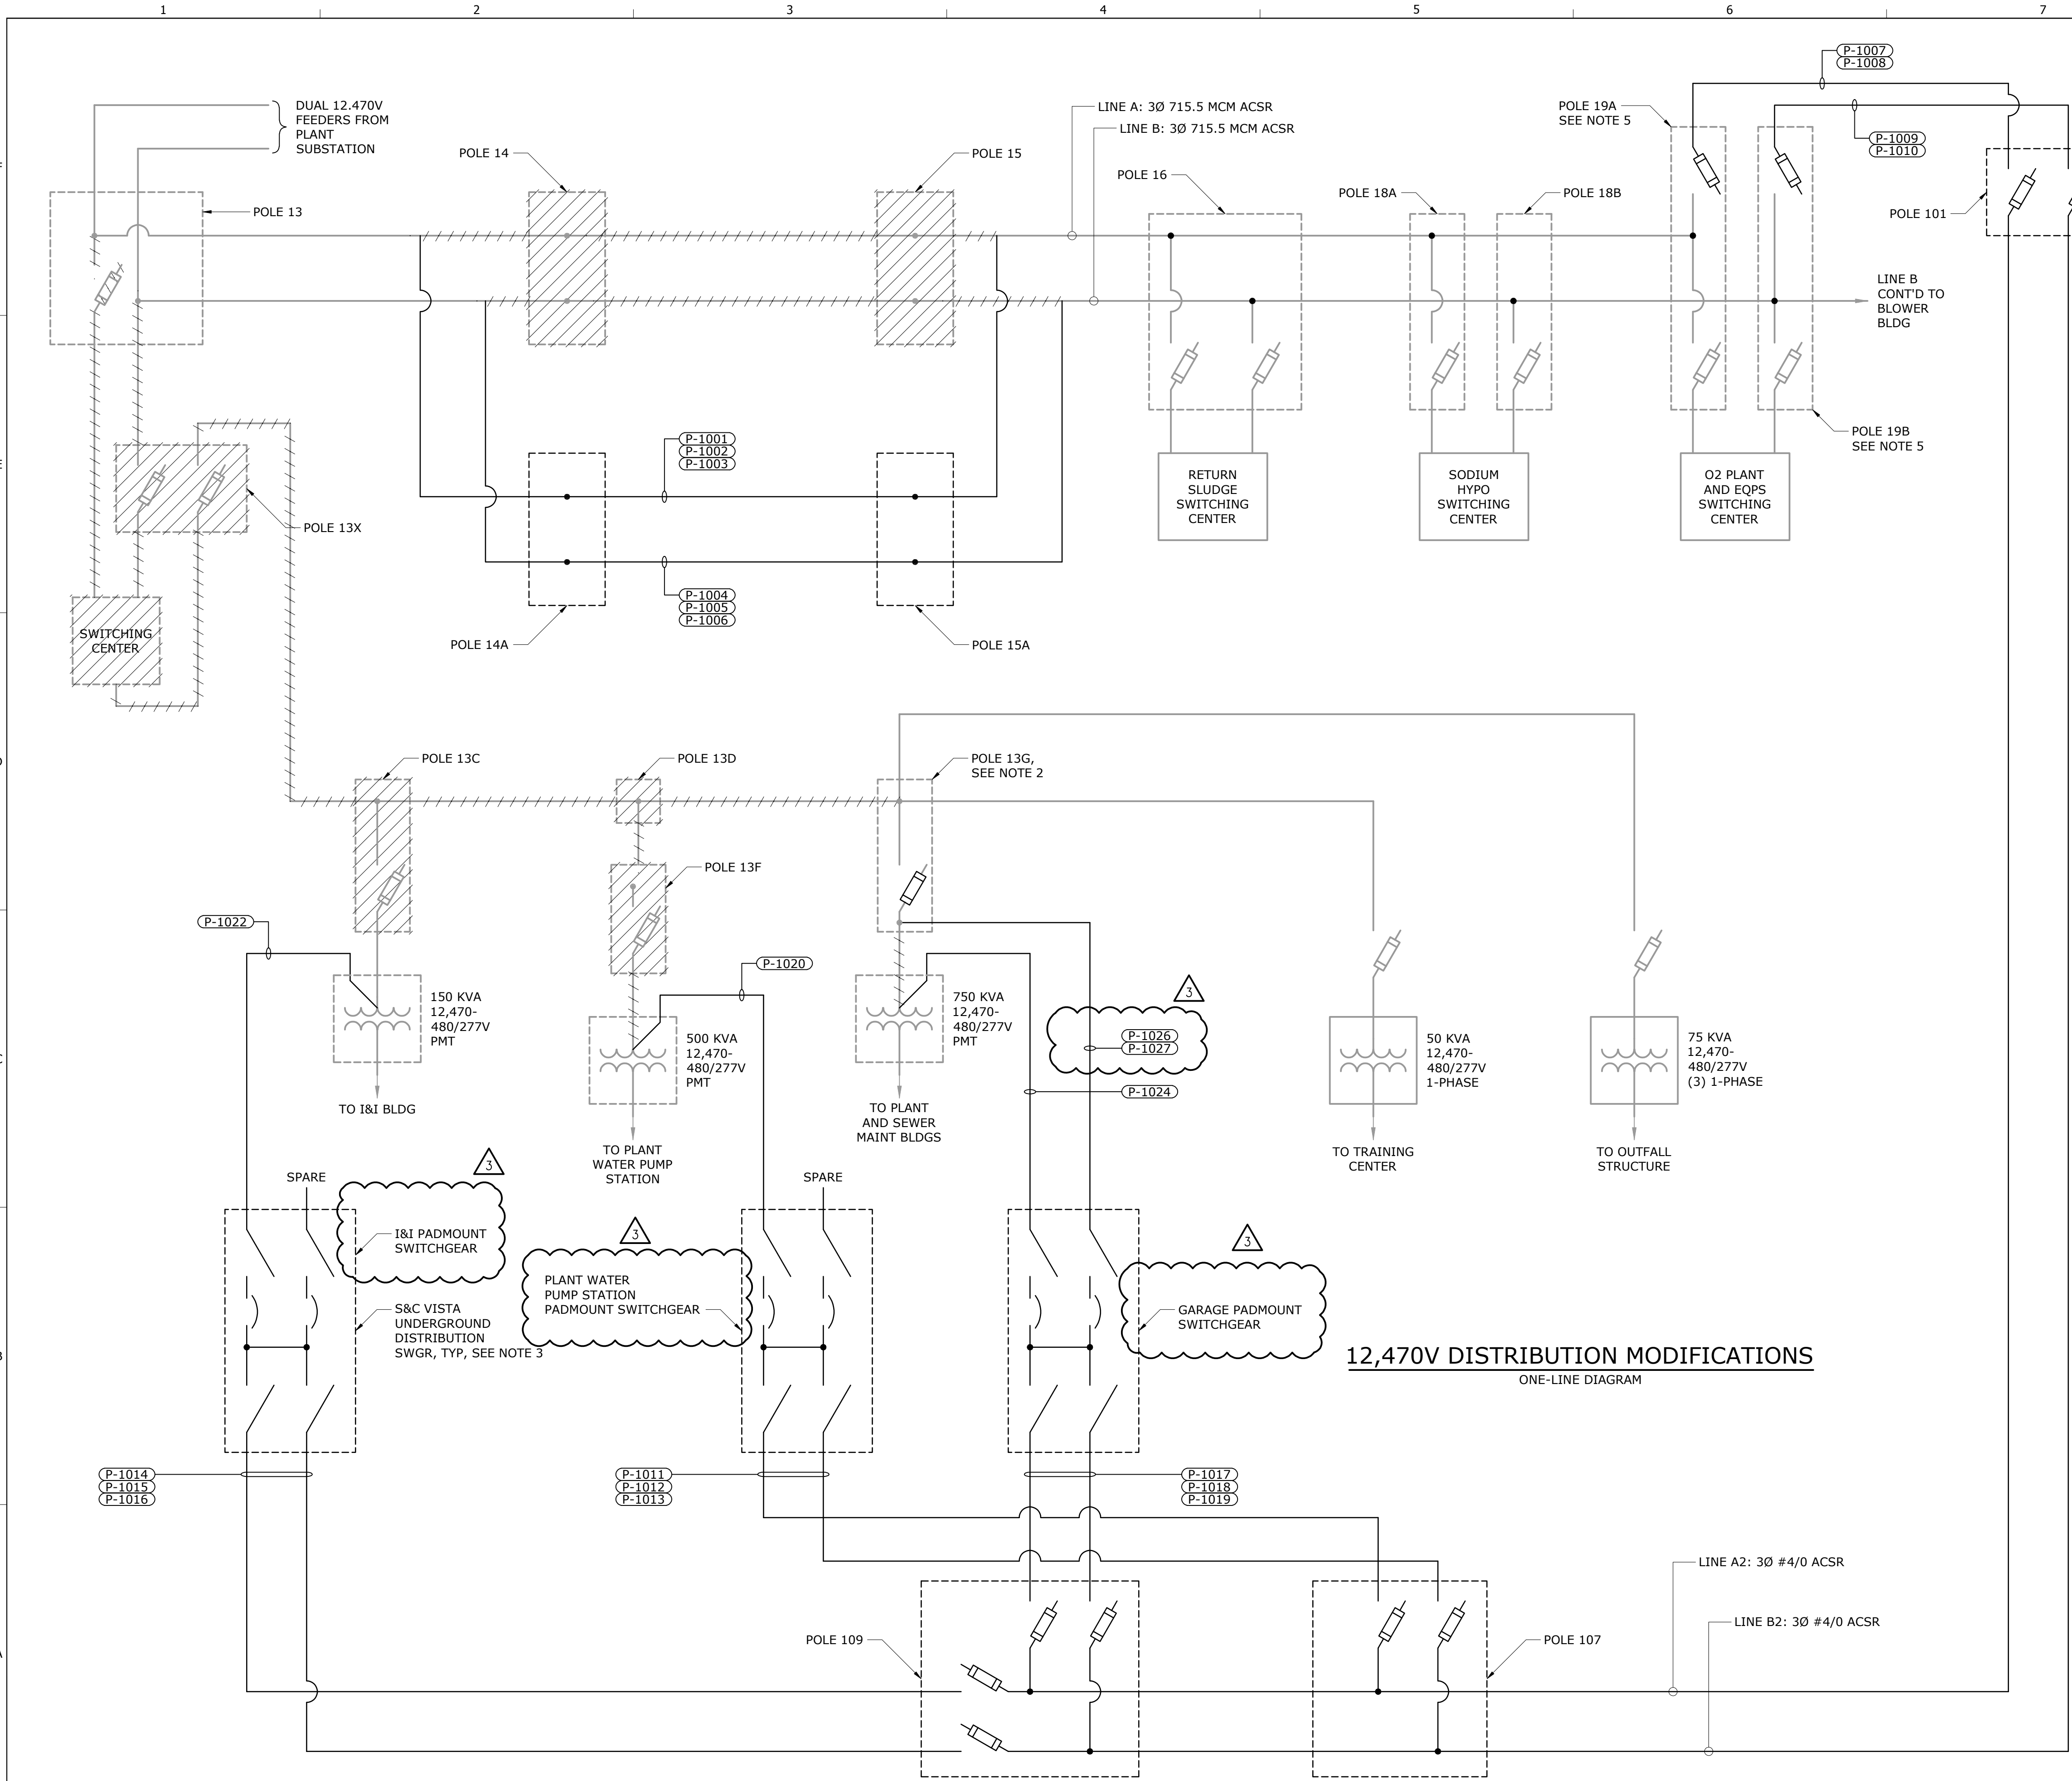 1
2
3
4
5
6
7
P-1007
P-1008
DUAL 12.470V
FEEDERS FROM
PLANT
SUBSTATION
LINE A: 3Ø 715.5 MCM ACSR
LINE B: 3Ø 715.5 MCM ACSR
POLE 19A
SEE NOTE 5
P-1009
P-1010
POLE 14
POLE 15
POLE 16
POLE 18A
POLE 18B
POLE 13
POLE 101
LINE B
CONT'D TO
BLOWER
BLDG
P-1001
P-1002
P-1003
POLE 19B
SEE NOTE 5
E
RETURN
SLUDGE
SWITCHING
CENTER
SODIUM
HYPO
SWITCHING
CENTER
O2 PLANT
AND EQPS
SWITCHING
CENTER
POLE 13X
P-1004
P-1005
P-1006
SWITCHING
CENTER
POLE 14A
POLE 15A
D
POLE 13C
POLE 13D
POLE 13G,
SEE NOTE 2
POLE 13F
P-1022
P-1020
3
150 KVA
12,470-
480/277V
PMT
500 KVA
12,470-
480/277V
PMT
750 KVA
12,470-
480/277V
PMT
P-1026
P-1027
P-1024
50 KVA
12,470-
480/277V
1-PHASE
75 KVA
12,470-
480/277V
(3) 1-PHASE
C
TO I&I BLDG
TO PLANT
WATER PUMP
STATION
TO PLANT
AND SEWER
MAINT BLDGS
TO TRAINING
CENTER
TO OUTFALL
STRUCTURE
SPARE
3
SPARE
I&I PADMOUNT
SWITCHGEAR
3
3
PLANT WATER
PUMP STATION
PADMOUNT SWITCHGEAR
S&C VISTA
UNDERGROUND
DISTRIBUTION
SWGR, TYP, SEE NOTE 3
GARAGE PADMOUNT
SWITCHGEAR
B
12,470V DISTRIBUTION MODIFICATIONS
ONE-LINE DIAGRAM
P-1014
P-1015
P-1016
P-1011
P-1012
P-1013
P-1017
P-1018
P-1019
LINE A2: 3Ø #4/0 ACSR
LINE B2: 3Ø #4/0 ACSR
POLE 109
POLE 107
A